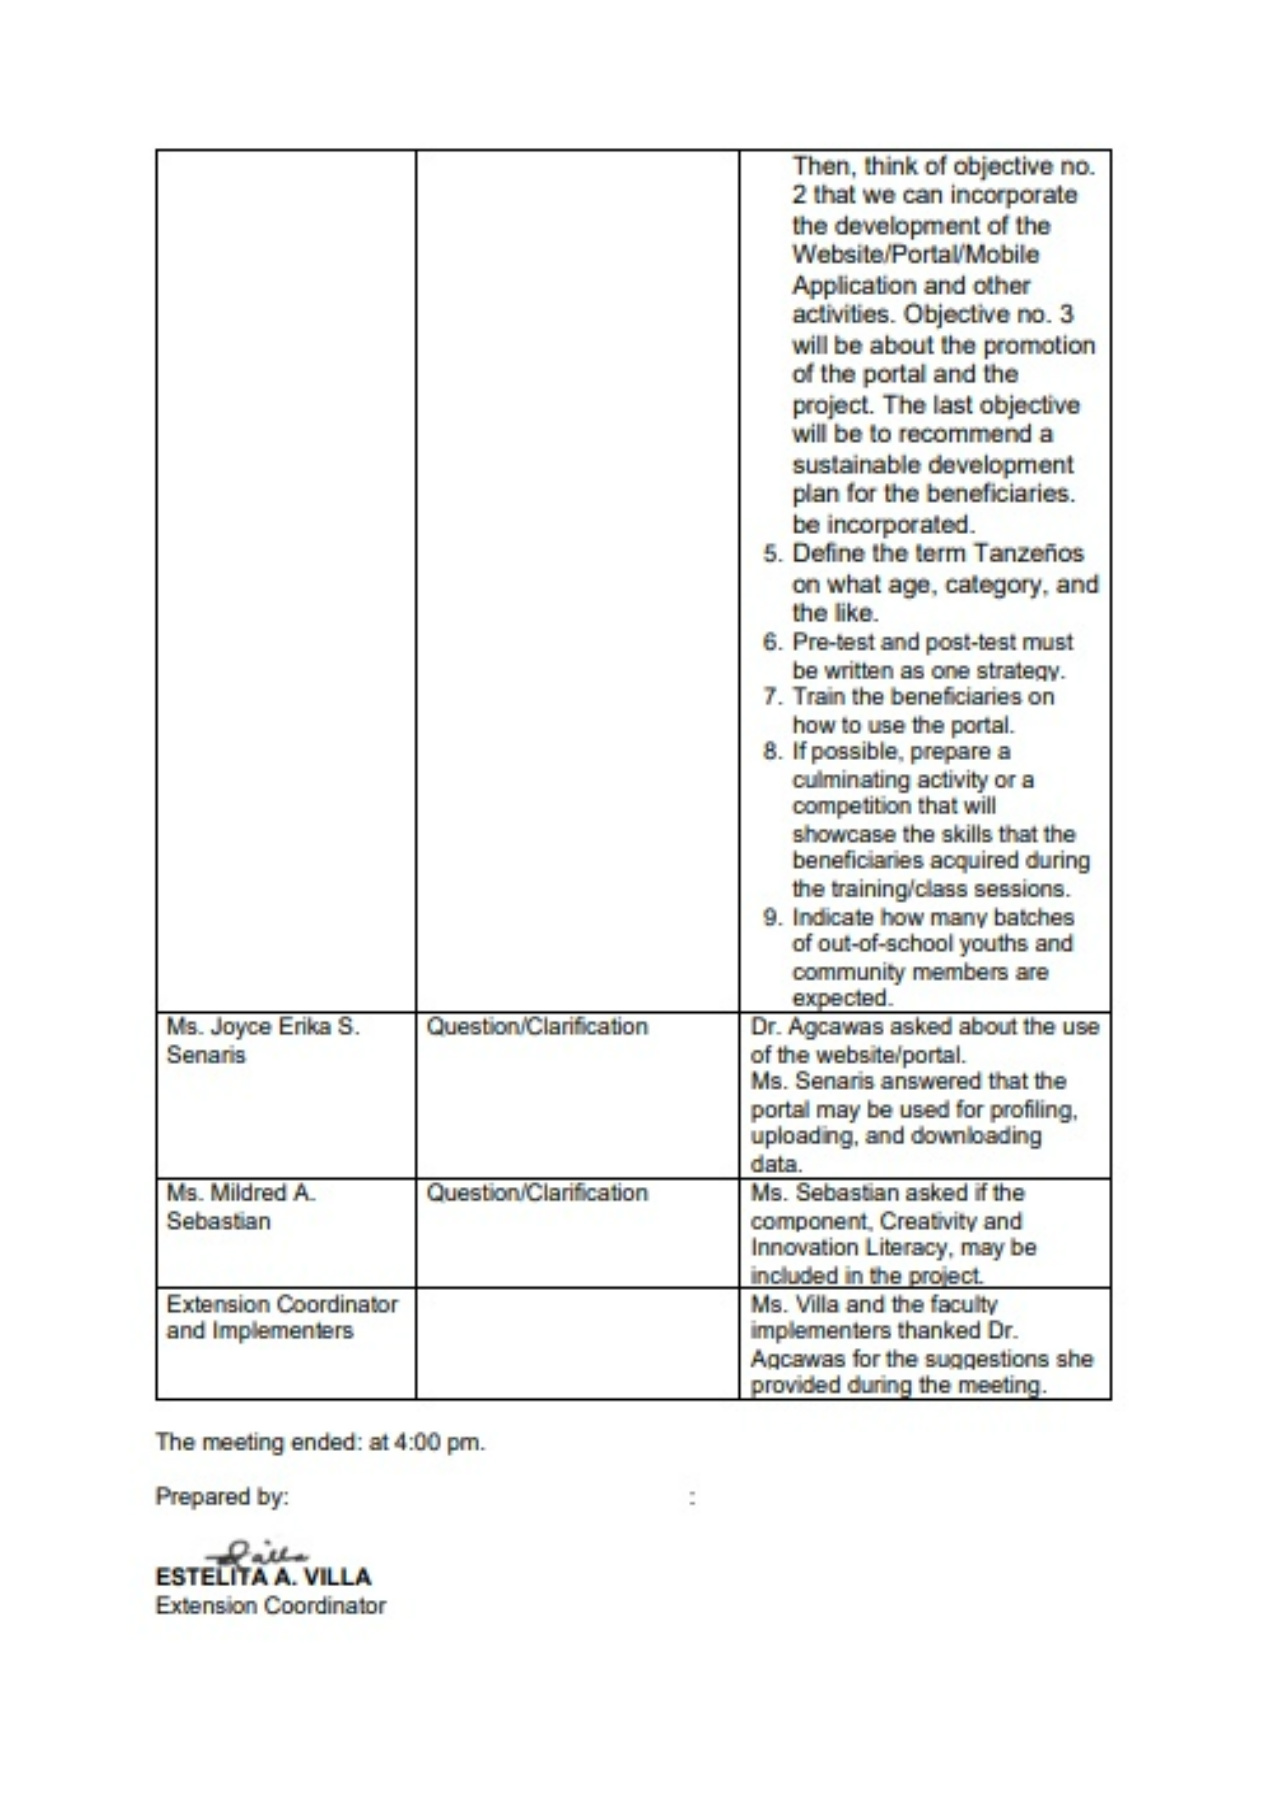 Then, think of objective no.
2 that we can incorporate
the development of the
Website/Portal/Mobile
Application and other
activities. Objective no. 3
will be about the promotion
of the portal and the
project. The last objective
will be to recommend a
sustainable development
plan for the beneficiaries.
be incorporated.
5. Define the term Tanzeños
on what age, category, and
the like.
6. Pre-test and post-test must
be written as one strategy.
7. Train the beneficiaries on
how to use the portal.
8. If possible, prepare a
culminating activity or a
competition that will
showcase the skills that the
beneficiaries acquired during
the training/class sessions.
9. Indicate how many batches
of out-of-school youths and
community members are
expected.
Ms. Joyce Erika S.
Senaris
Question/Clarification
Dr. Agcawas asked about the use
of the website/portal.
Ms. Senaris answered that the
portal may be used for profiling,
uploading, and downloading
data.
Ms. Mildred A.
Sebastian
Question/Clarification
Ms. Sebastian asked if the
component, Creativity and
Innovation Literacy, may be
included in the project.
Extension Coordinator
and Implementers
Ms. Villa and the faculty
implementers thanked Dr.
Agcawas for the suggestions she
provided during the meeting.
The meeting ended: at 4:00 pm.
Prepared by: :
Villa
ESTELITA A. VILLA
Extension Coordinator